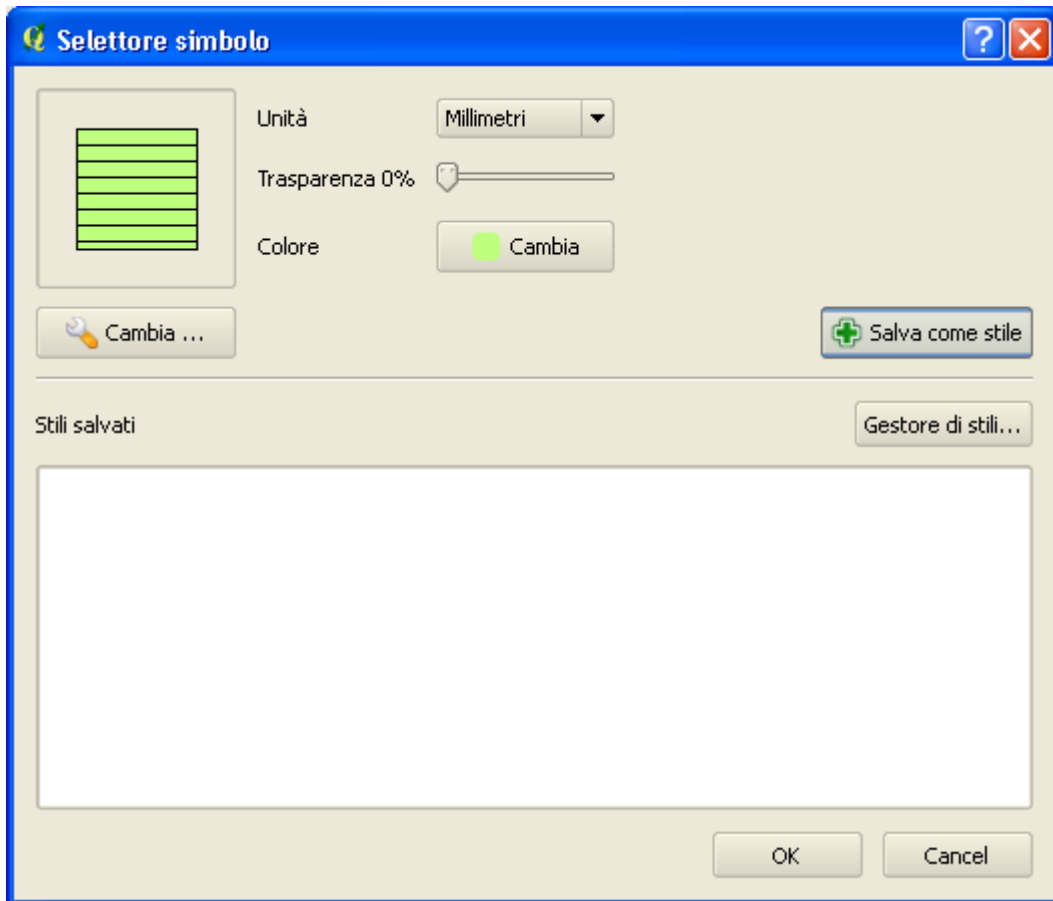 Selettore simbolo
Unità
Millimetri
Trasparenza 0%
Colore
Cambia
Cambia ...
Salva come stile
Stili salvati
Gestore di stili...
OK
Cancel